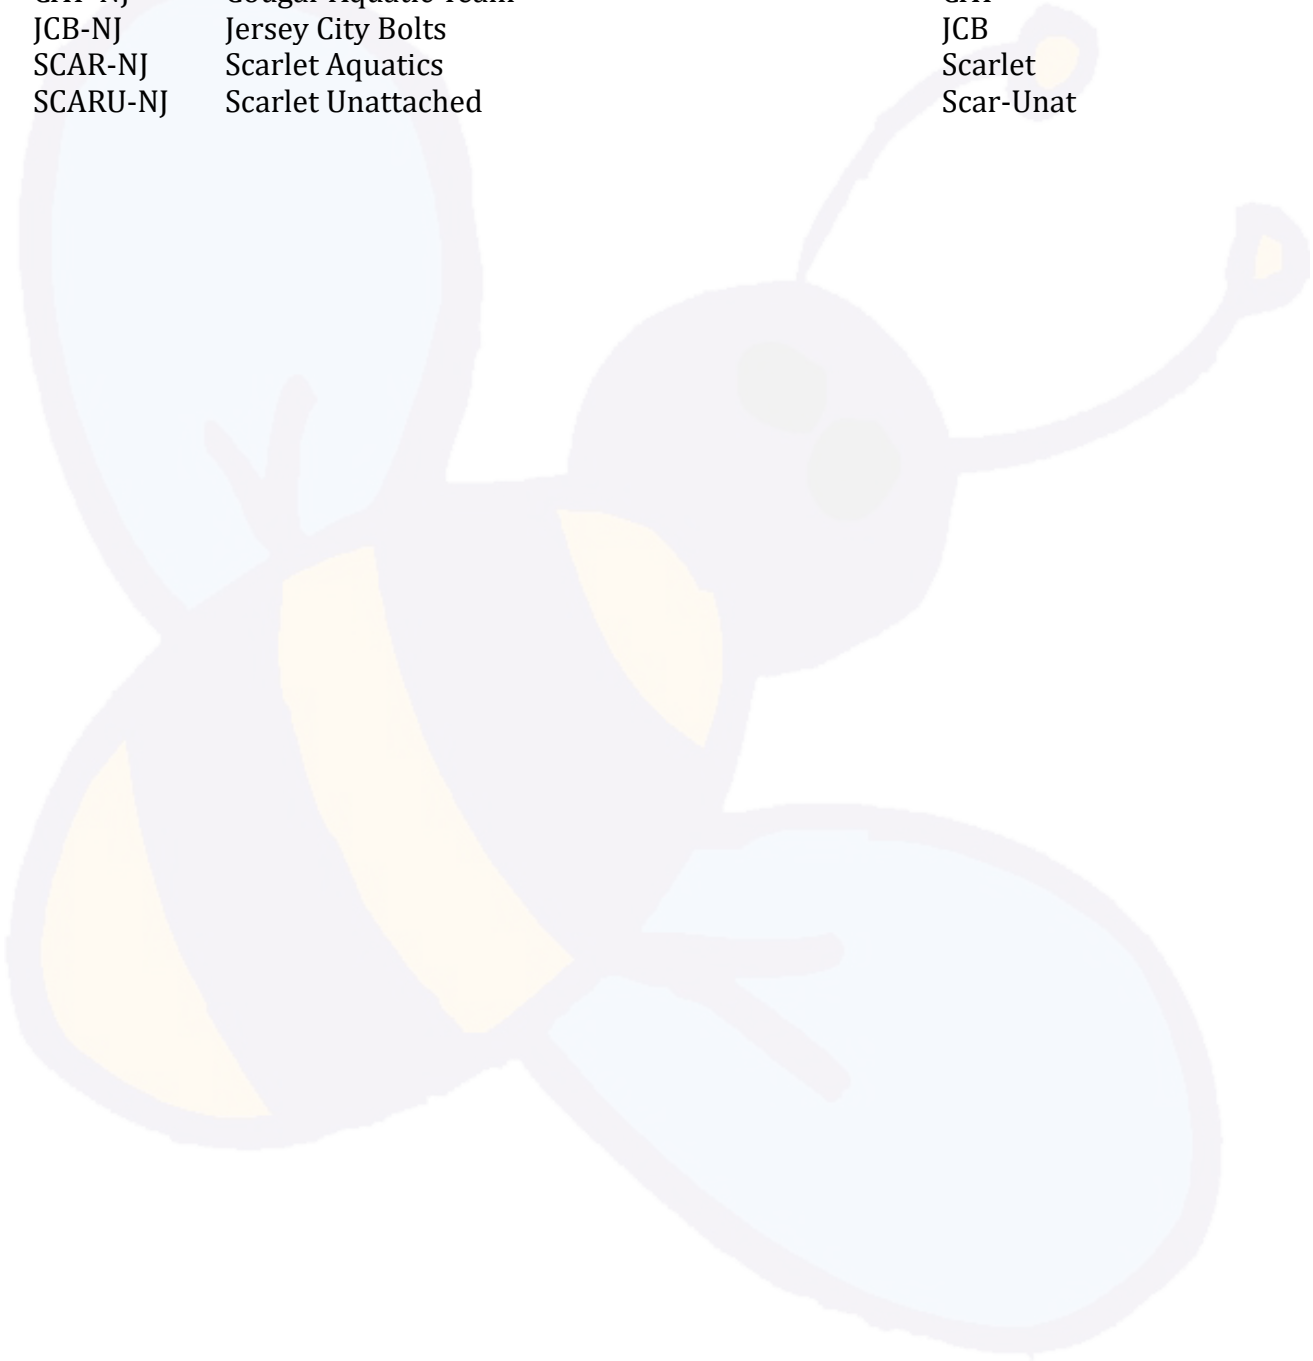 JCB-NJ Jersey City Bolts JCB
SCAR-NJ Scarlet Aquatics Scarlet
SCARU-NJ Scarlet Unattached Scar-Unat